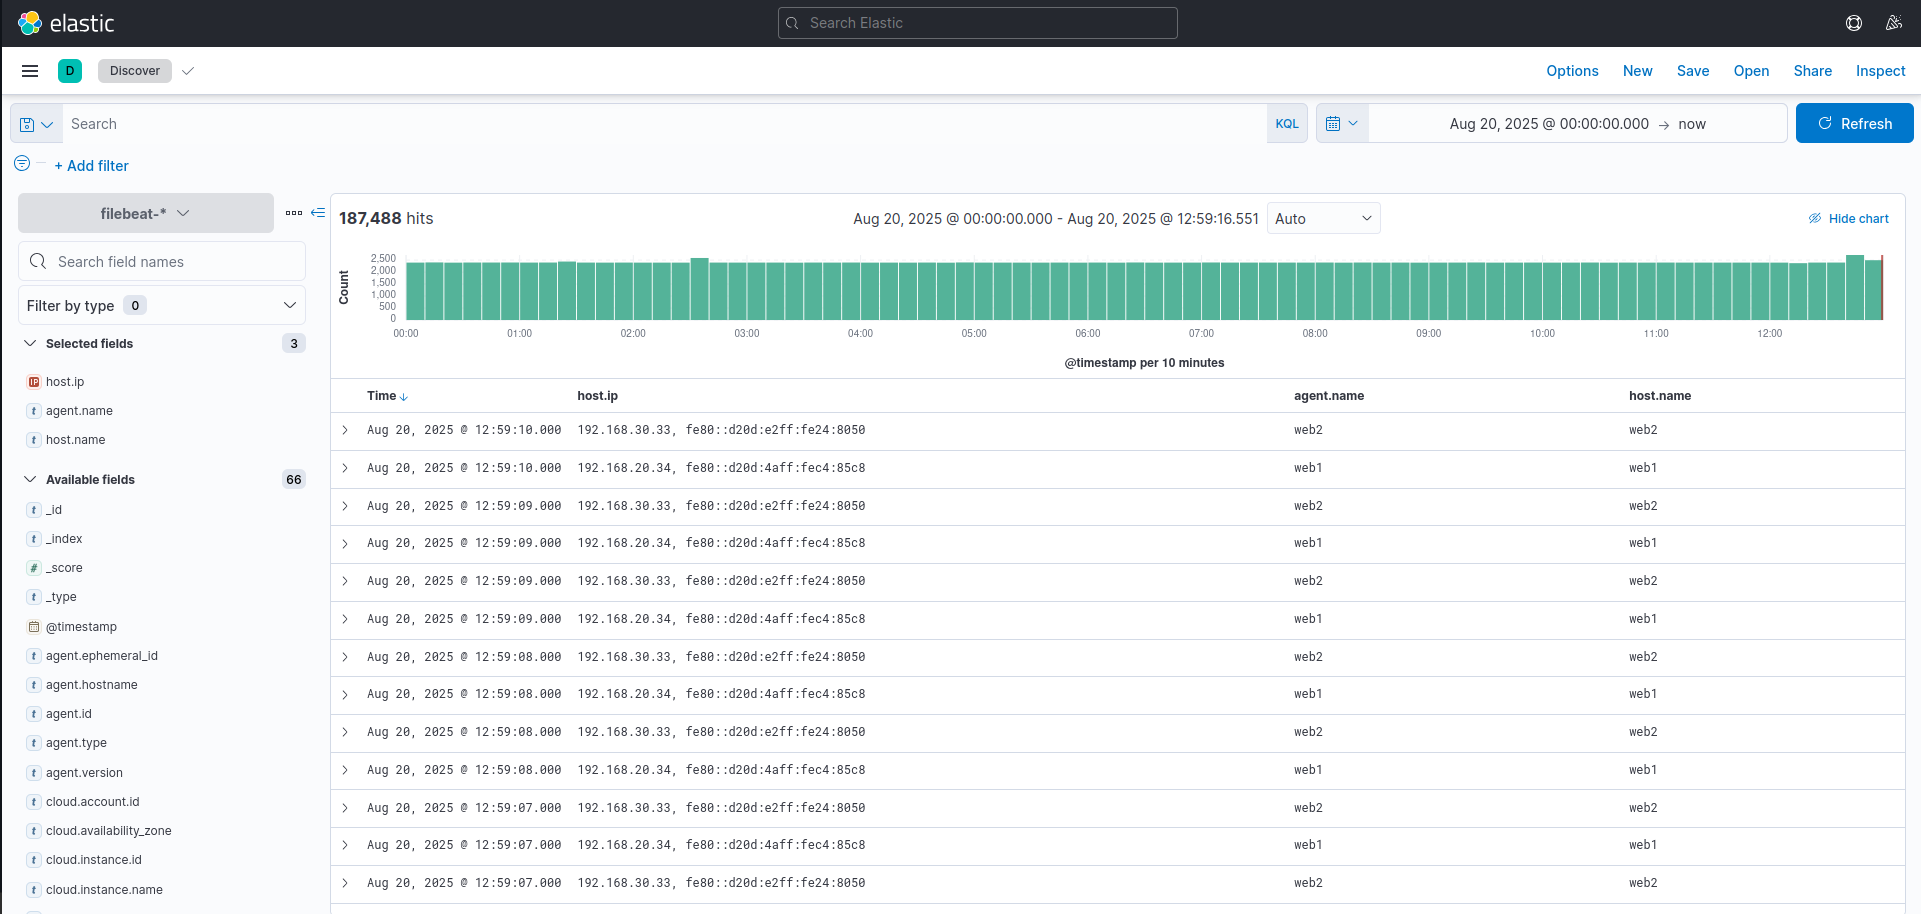 elastic
Search Elastic
D Discover Options New Save Open Share Inspect
Search KQL Aug 20, 2025 @ 00:00:00.000 → now Refresh
+ Add filter
filebeat-*
187,488 hits Aug 20, 2025 @ 00:00:00.000 - Aug 20, 2025 @ 12:59:16.551 Auto Hide chart
Search field names
Filter by type 0
Selected fields 3
host.ip
agent.name
host.name
Available fields 66
_id
_index
_score
_type
@timestamp
agent.ephemeral_id
agent.hostname
agent.id
agent.type
agent.version
cloud.account.id
cloud.availability_zone
cloud.instance.id
cloud.instance.name
Count
2,500
2,000
1,500
1,000
500
0
00:00 01:00 02:00 03:00 04:00 05:00 06:00 07:00 08:00 09:00 10:00 11:00 12:00
@timestamp per 10 minutes
Time host.ip agent.name host.name
Aug 20, 2025 @ 12:59:10.000 192.168.30.33, fe80::d20d:e2ff:fe24:8050 web2 web2
Aug 20, 2025 @ 12:59:10.000 192.168.20.34, fe80::d20d:4aff:fec4:85c8 web1 web1
Aug 20, 2025 @ 12:59:09.000 192.168.30.33, fe80::d20d:e2ff:fe24:8050 web2 web2
Aug 20, 2025 @ 12:59:09.000 192.168.20.34, fe80::d20d:4aff:fec4:85c8 web1 web1
Aug 20, 2025 @ 12:59:09.000 192.168.30.33, fe80::d20d:e2ff:fe24:8050 web2 web2
Aug 20, 2025 @ 12:59:09.000 192.168.20.34, fe80::d20d:4aff:fec4:85c8 web1 web1
Aug 20, 2025 @ 12:59:08.000 192.168.30.33, fe80::d20d:e2ff:fe24:8050 web2 web2
Aug 20, 2025 @ 12:59:08.000 192.168.20.34, fe80::d20d:4aff:fec4:85c8 web1 web1
Aug 20, 2025 @ 12:59:08.000 192.168.30.33, fe80::d20d:e2ff:fe24:8050 web2 web2
Aug 20, 2025 @ 12:59:08.000 192.168.20.34, fe80::d20d:4aff:fec4:85c8 web1 web1
Aug 20, 2025 @ 12:59:07.000 192.168.30.33, fe80::d20d:e2ff:fe24:8050 web2 web2
Aug 20, 2025 @ 12:59:07.000 192.168.20.34, fe80::d20d:4aff:fec4:85c8 web1 web1
Aug 20, 2025 @ 12:59:07.000 192.168.30.33, fe80::d20d:e2ff:fe24:8050 web2 web2